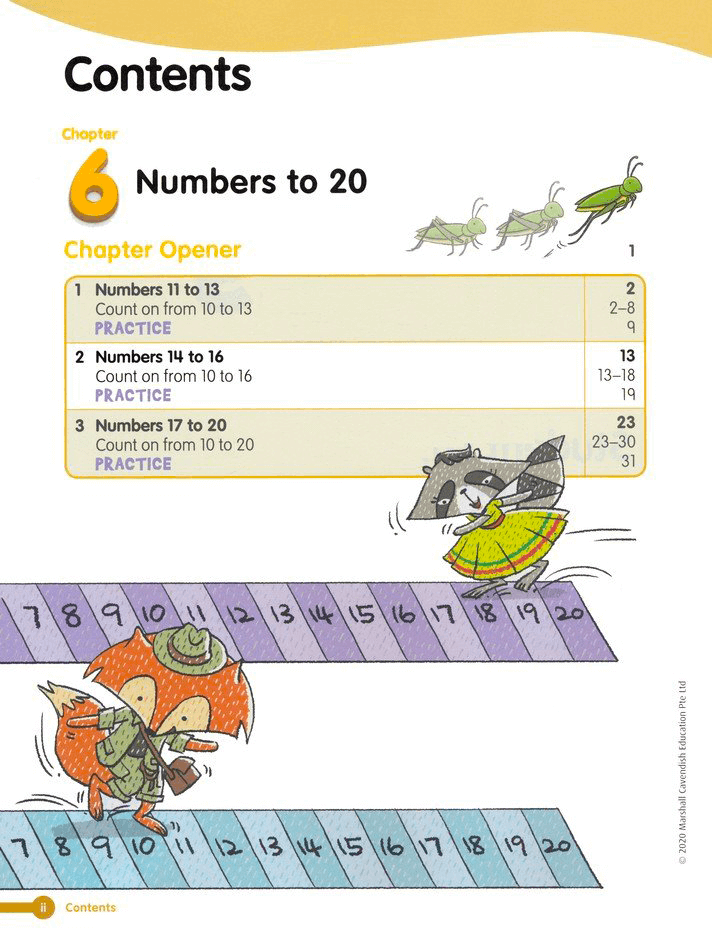 Contents
Chapter
6 Numbers to 20
Chapter Opener 1
1 Numbers 11 to 13 2
Count on from 10 to 13 2–8
PRACTICE 9
2 Numbers 14 to 16 13
Count on from 10 to 16 13–18
PRACTICE 19
3 Numbers 17 to 20 23
Count on from 10 to 20 23–30
PRACTICE 31
7 8 9 10 11 12 13 14 15 16 17 18 19 20
7 8 9 10 11 12 13 14 15 16 17 18 19 20
© 2020 Marshall Cavendish Education Pte Ltd
ii Contents